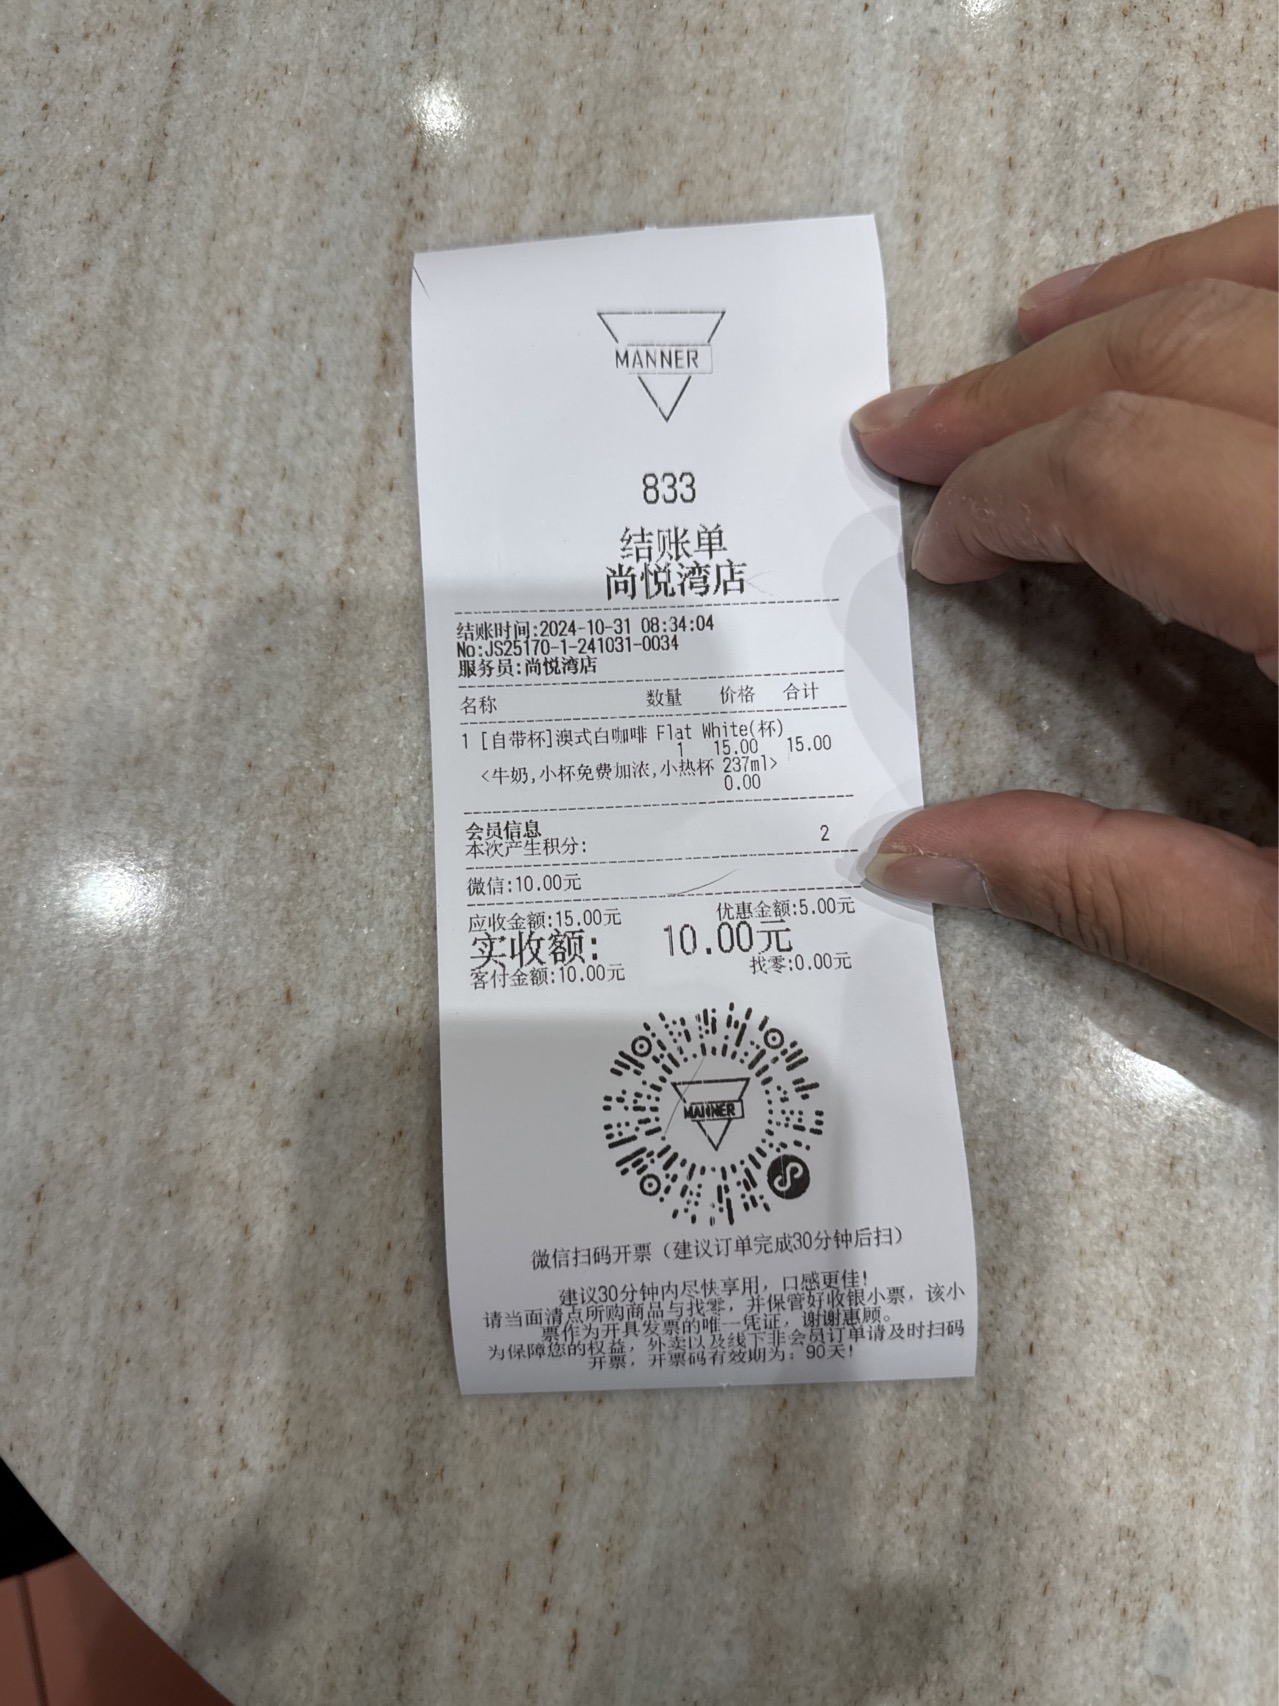 MANNER
833
结账单
尚悦湾店
结账时间:2024-10-31 08:34:04
No:JS25170-1-241031-0034
服务员:尚悦湾店
名称 数量 价格 合计
1 [自带杯]澳式白咖啡 Flat White(杯)
1 15.00 15.00
<牛奶,小杯免费加浓,小热杯 237ml>
0.00
会员信息
本次产生积分: 2
微信:10.00元
应收金额:15.00元 优惠金额:5.00元
实收额: 10.00元
客付金额:10.00元 找零:0.00元
MANNER
微信扫码开票（建议订单完成30分钟后扫）
建议30分钟内尽快享用，口感更佳!
请当面清点所购商品与找零，并保管好收银小票，该小
票作为开具发票的唯一凭证，谢谢惠顾。
为保障您的权益，外卖以及线下非会员订单请及时扫码
开票，开票码有效期为：90天!